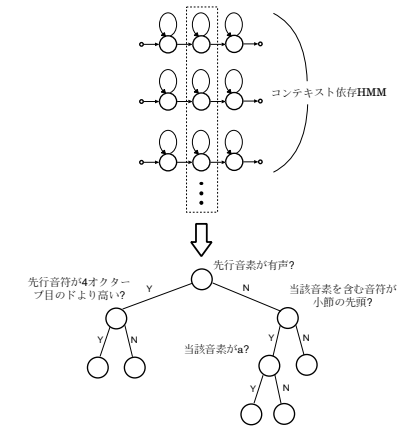 コンテキスト依存HMM
先行音素が有声?
先行音符が4オクター
ブ目のドより高い?
Y
N
当該音素を含む音符が
小節の先頭?
Y
N
当該音素がa?
Y
N
Y
N